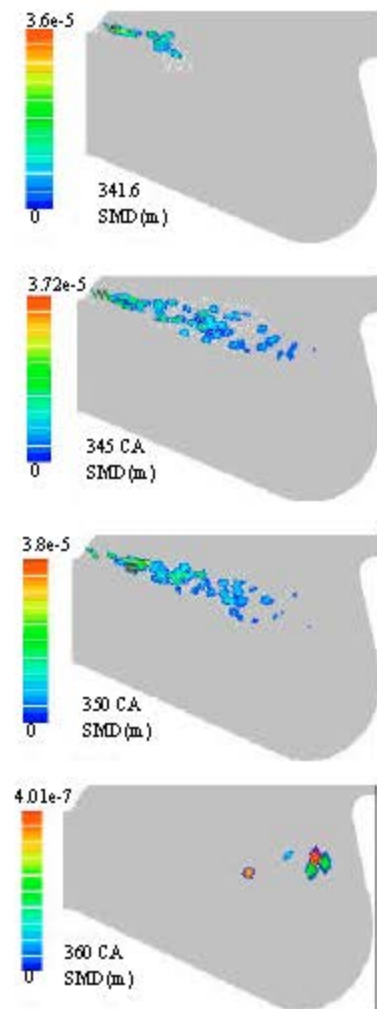 3.6e-5
0
341.6
SMD(m)
3.72e-5
0
345 CA
SMD(m)
3.8e-5
0
350 CA
SMD(m)
4.01e-7
0
360 CA
SMD(m)